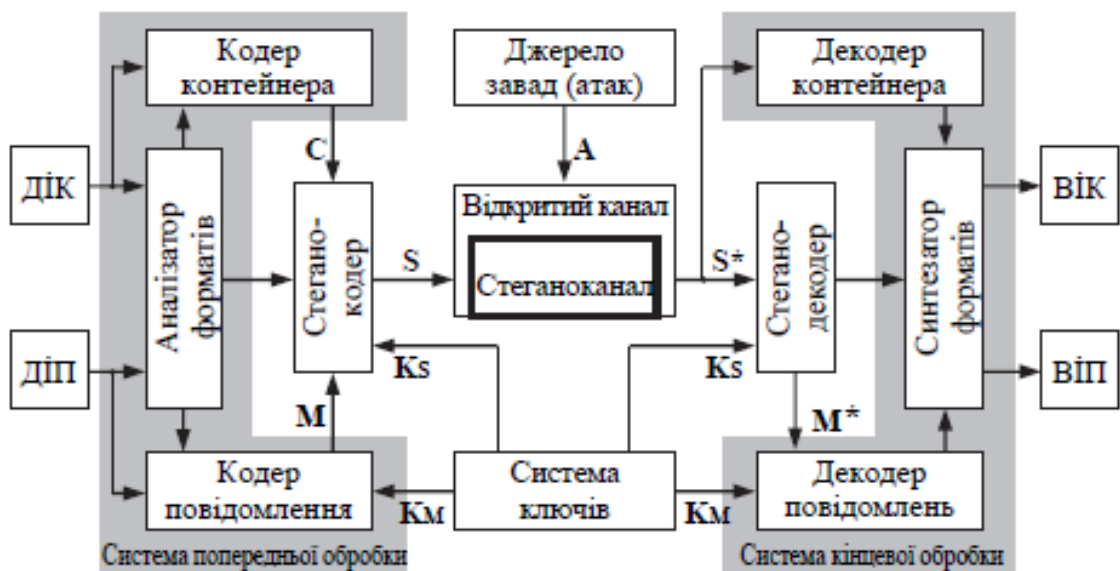 Кодер
контейнера
Джерело
завад (атак)
Декодер
контейнера
C
A
ДІК
Аналізатор
форматів
Стегано-
кодер
S
Відкритий канал
Стеганоканал
S*
Стегано-
декодер
Синтезатор
форматів
ВІК
ДІП
Ks
Ks
ВІП
M
M*
Кодер
повідомлення
Км
Система
ключів
Км
Декодер
повідомлень
Система попередньої обробки
Система кінцевої обробки